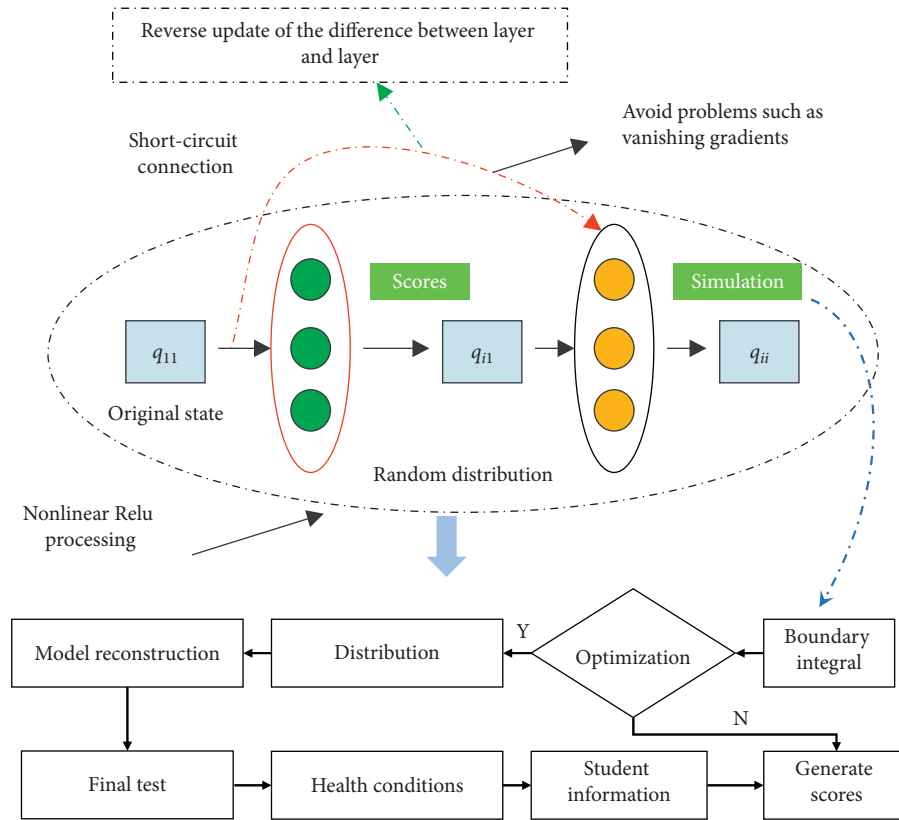 Reverse update of the difference between layer
and layer
Short-circuit
connection
Avoid problems such as
vanishing gradients
Scores
Simulation
q11
qi1
qii
Original state
Random distribution
Nonlinear Relu
processing
Model reconstruction
Distribution
Y
Optimization
Boundary
integral
N
Final test
Health conditions
Student
information
Generate
scores